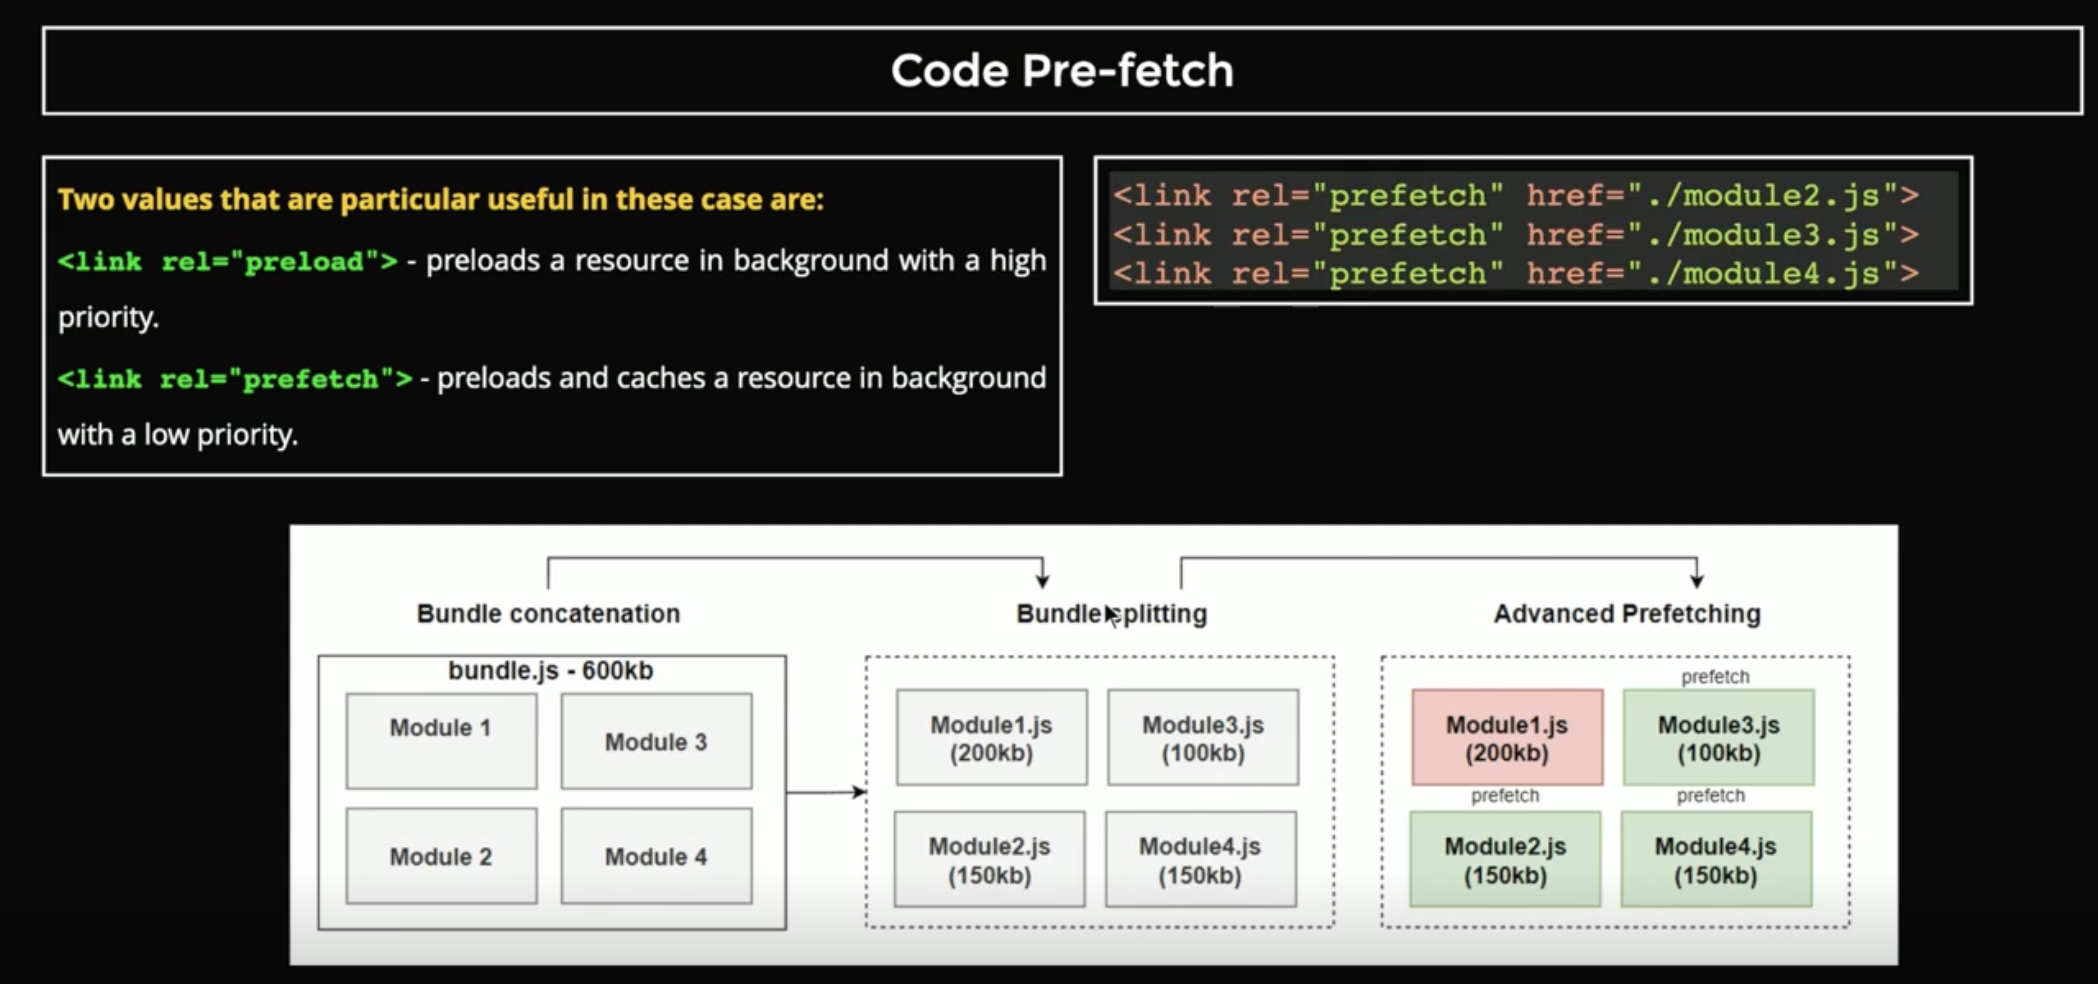 Code Pre-fetch
Two values that are particular useful in these case are:
<link rel="preload"> - preloads a resource in background with a high
priority.
<link rel="prefetch"> - preloads and caches a resource in background
with a low priority.
<link rel="prefetch" href="./module2.js">
<link rel="prefetch" href="./module3.js">
<link rel="prefetch" href="./module4.js">
Bundle concatenation
bundle.js - 600kb
Module 1
Module 3
Module 2
Module 4
Bundle splitting
Module1.js
(200kb)
Module3.js
(100kb)
Module2.js
(150kb)
Module4.js
(150kb)
Advanced Prefetching
Module1.js
(200kb)
prefetch
Module3.js
(100kb)
prefetch
Module2.js
(150kb)
prefetch
Module4.js
(150kb)